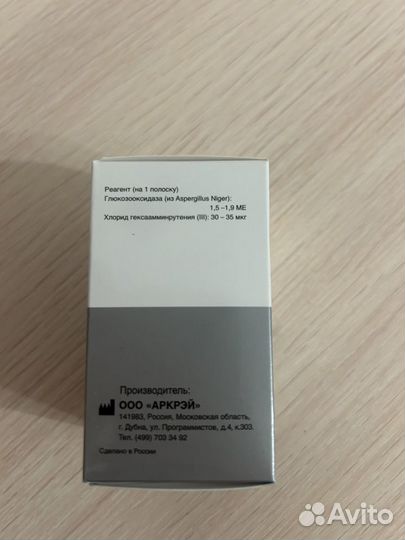 Реагент (на 1 полоску)
Глюкозооксидаза (из Aspergillus Niger):
1,5 –1,9 МЕ
Хлорид гексаамминрутения (III): 30 – 35 мкг
Производитель:
ООО «АРКРЭЙ»
141983, Россия, Московская область,
г. Дубна, ул. Программистов, д.4, к.303.
Тел. (499) 703 34 92
Сделано в России
Avito